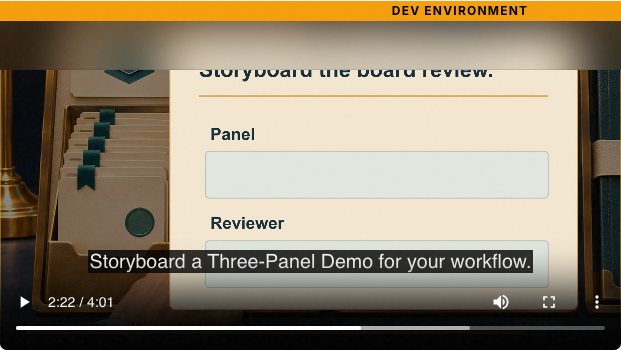 DEV ENVIRONMENT
Storyboard the board review.
Panel
Reviewer
Storyboard a Three-Panel Demo for your workflow.
2:22 / 4:01